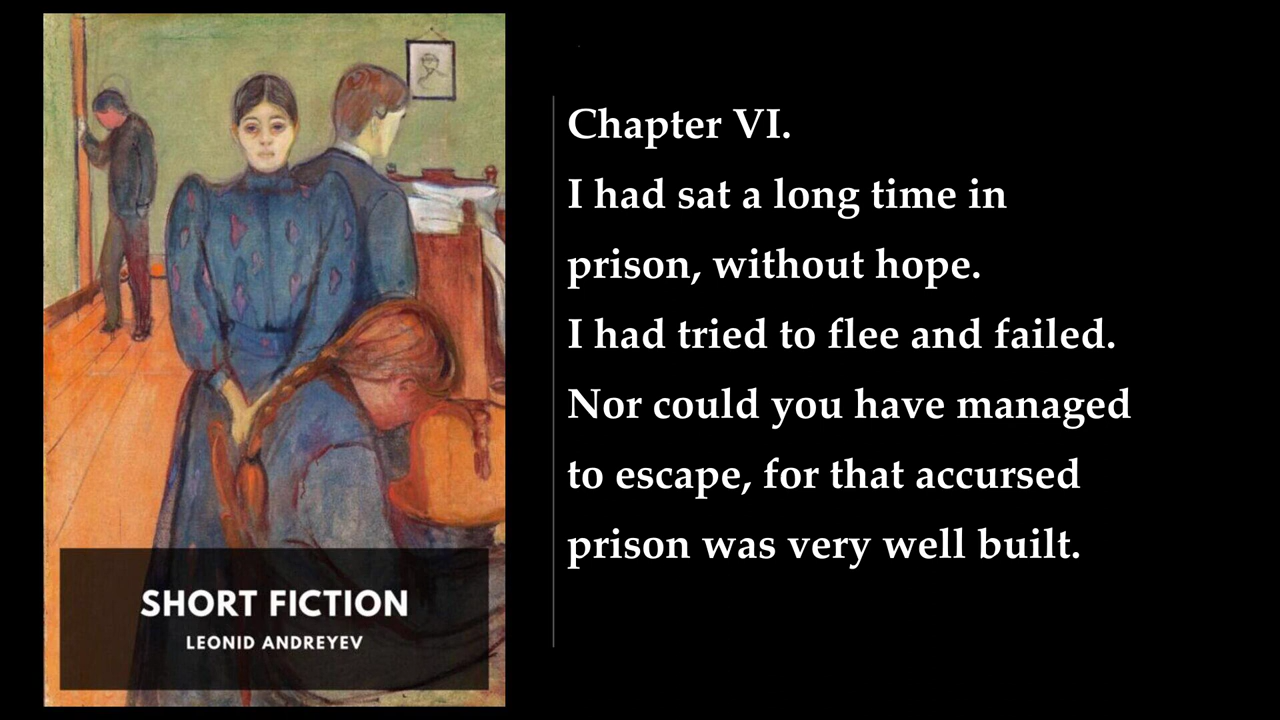 SHORT FICTION
LEONID ANDREYEV
Chapter VI.
I had sat a long time in
prison, without hope.
I had tried to flee and failed.
Nor could you have managed
to escape, for that accursed
prison was very well built.